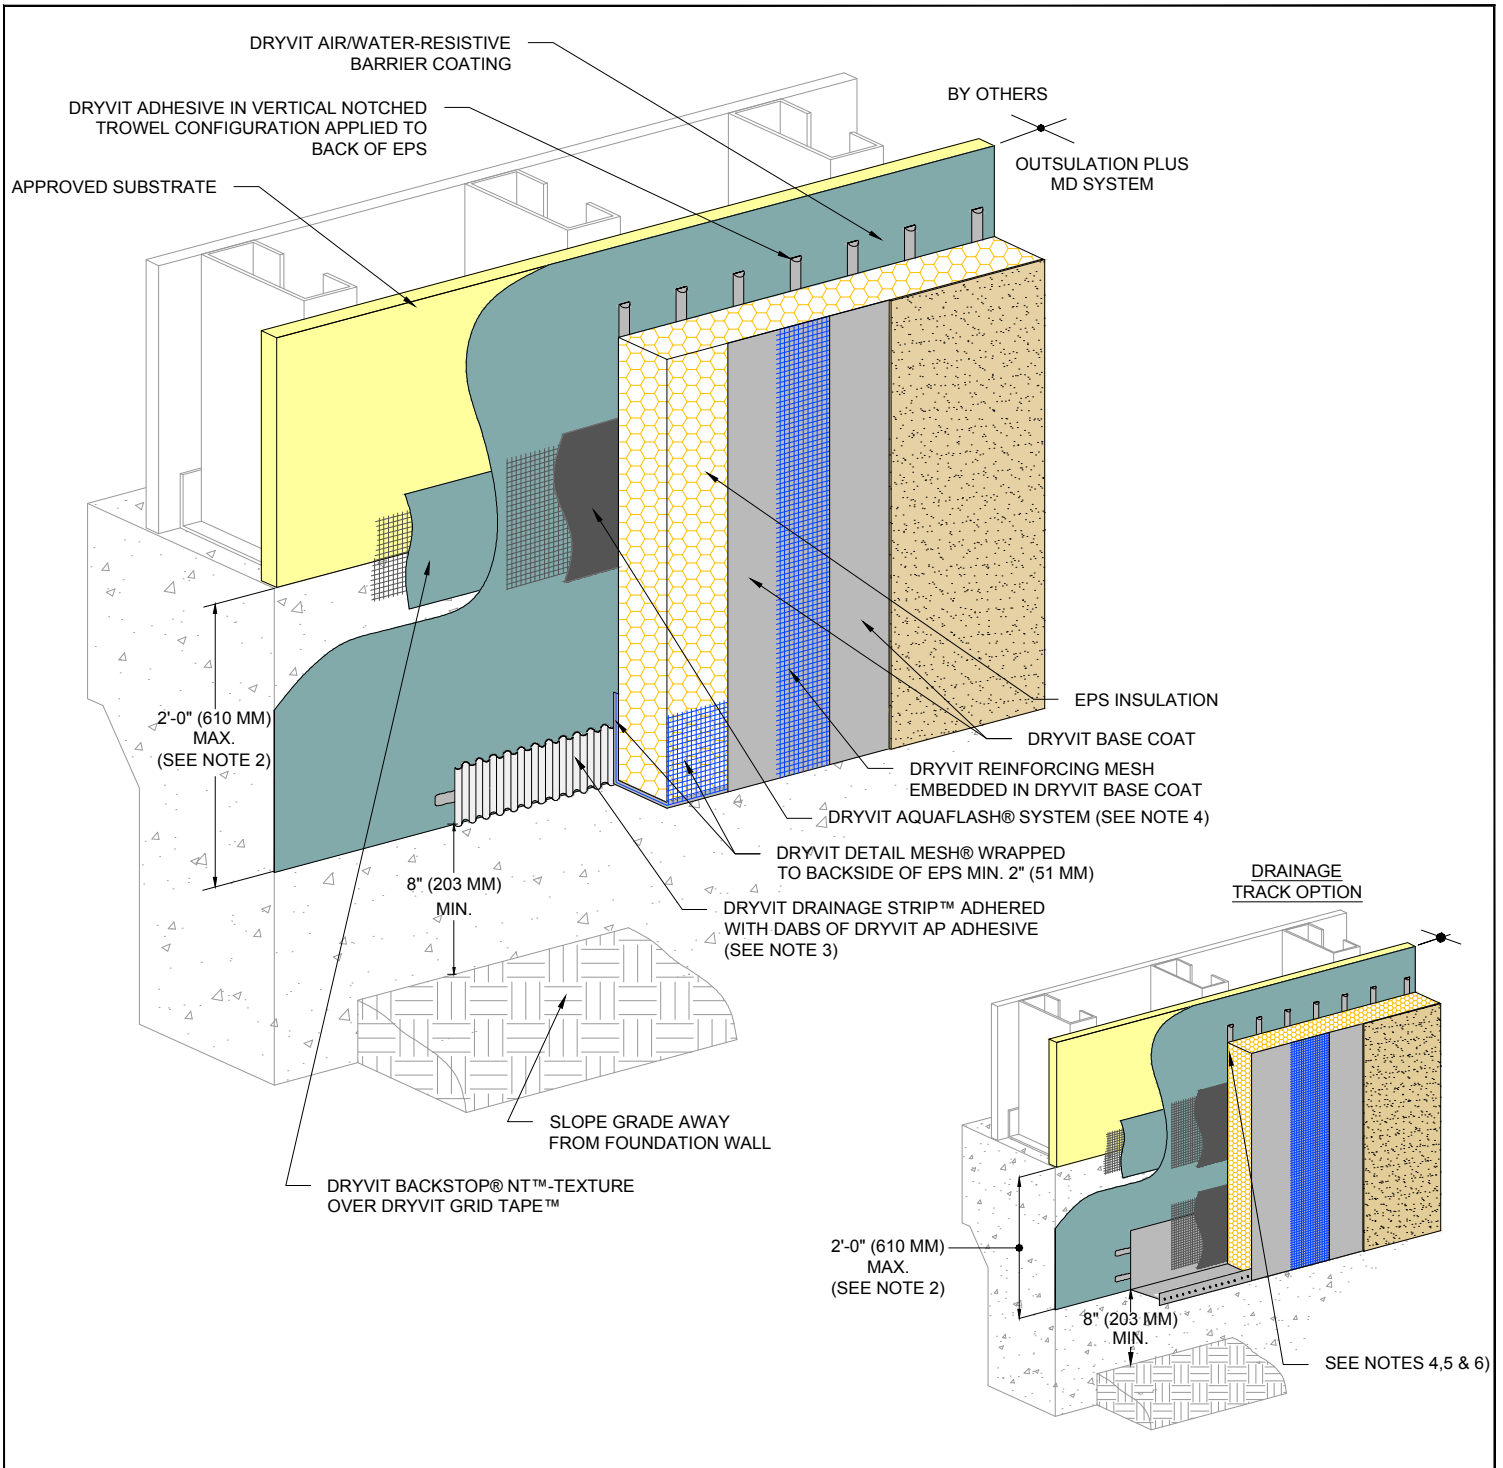 DRYVIT AIR/WATER-RESISTIVE
BARRIER COATING
DRYVIT ADHESIVE IN VERTICAL NOTCHED
TROWEL CONFIGURATION APPLIED TO
BACK OF EPS
APPROVED SUBSTRATE
BY OTHERS
OUTSULATION PLUS
MD SYSTEM
2'-0" (610 MM)
MAX.
(SEE NOTE 2)
8" (203 MM)
MIN.
EPS INSULATION
DRYVIT BASE COAT
DRYVIT REINFORCING MESH
EMBEDDED IN DRYVIT BASE COAT
DRYVIT AQUAFLASH® SYSTEM (SEE NOTE 4)
DRYVIT DETAIL MESH® WRAPPED
TO BACKSIDE OF EPS MIN. 2" (51 MM)
DRYVIT DRAINAGE STRIP™ ADHERED
WITH DABS OF DRYVIT AP ADHESIVE
(SEE NOTE 3)
SLOPE GRADE AWAY
FROM FOUNDATION WALL
DRYVIT BACKSTOP® NT™-TEXTURE
OVER DRYVIT GRID TAPE™
DRAINAGE
TRACK OPTION
2'-0" (610 MM)
MAX.
(SEE NOTE 2)
8" (203 MM)
MIN.
SEE NOTES 4,5 & 6)